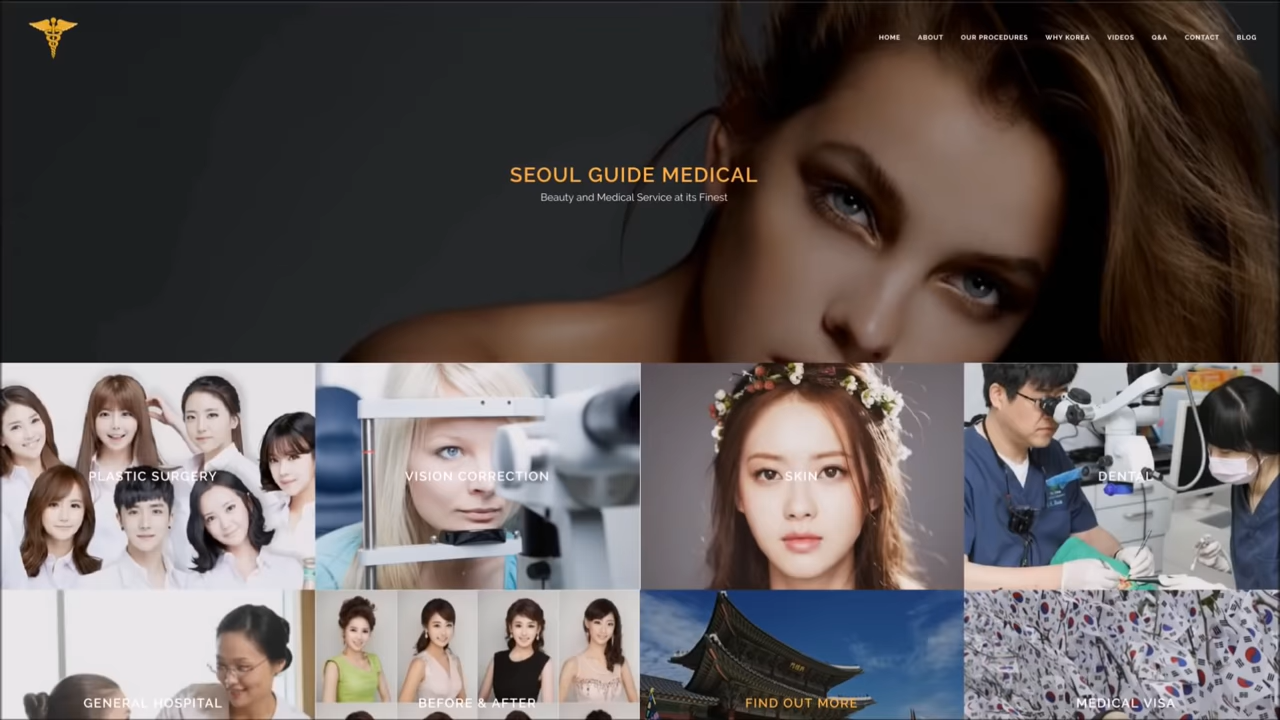 HOME ABOUT OUR PROCEDURES WHY KOREA VIDEOS Q&A CONTACT BLOG
SEOUL GUIDE MEDICAL
Beauty and Medical Service at its Finest
PLASTIC SURGERY
VISION CORRECTION
SKIN
DENTAL
GENERAL HOSPITAL
BEFORE & AFTER
FIND OUT MORE
MEDICAL VISA